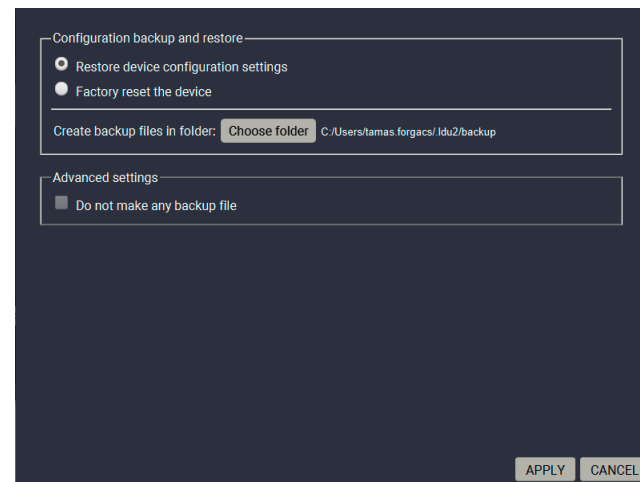 Configuration backup and restore
Restore device configuration settings
Factory reset the device
Create backup files in folder: Choose folder C:/Users/tamas.forgacs/.ldu2/backup
Advanced settings
Do not make any backup file
APPLY CANCEL